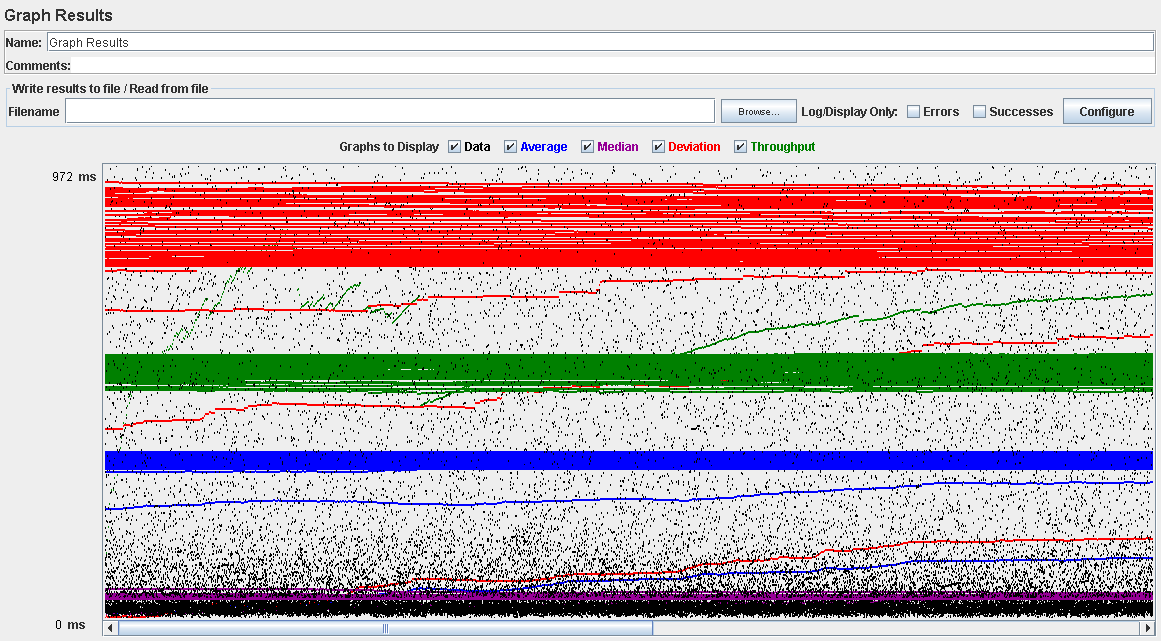 Graph Results
Name: Graph Results
Comments:
Write results to file / Read from file
Filename Browse... Log/Display Only: Errors Successes Configure
Graphs to Display Data Average Median Deviation Throughput
972 ms
0 ms